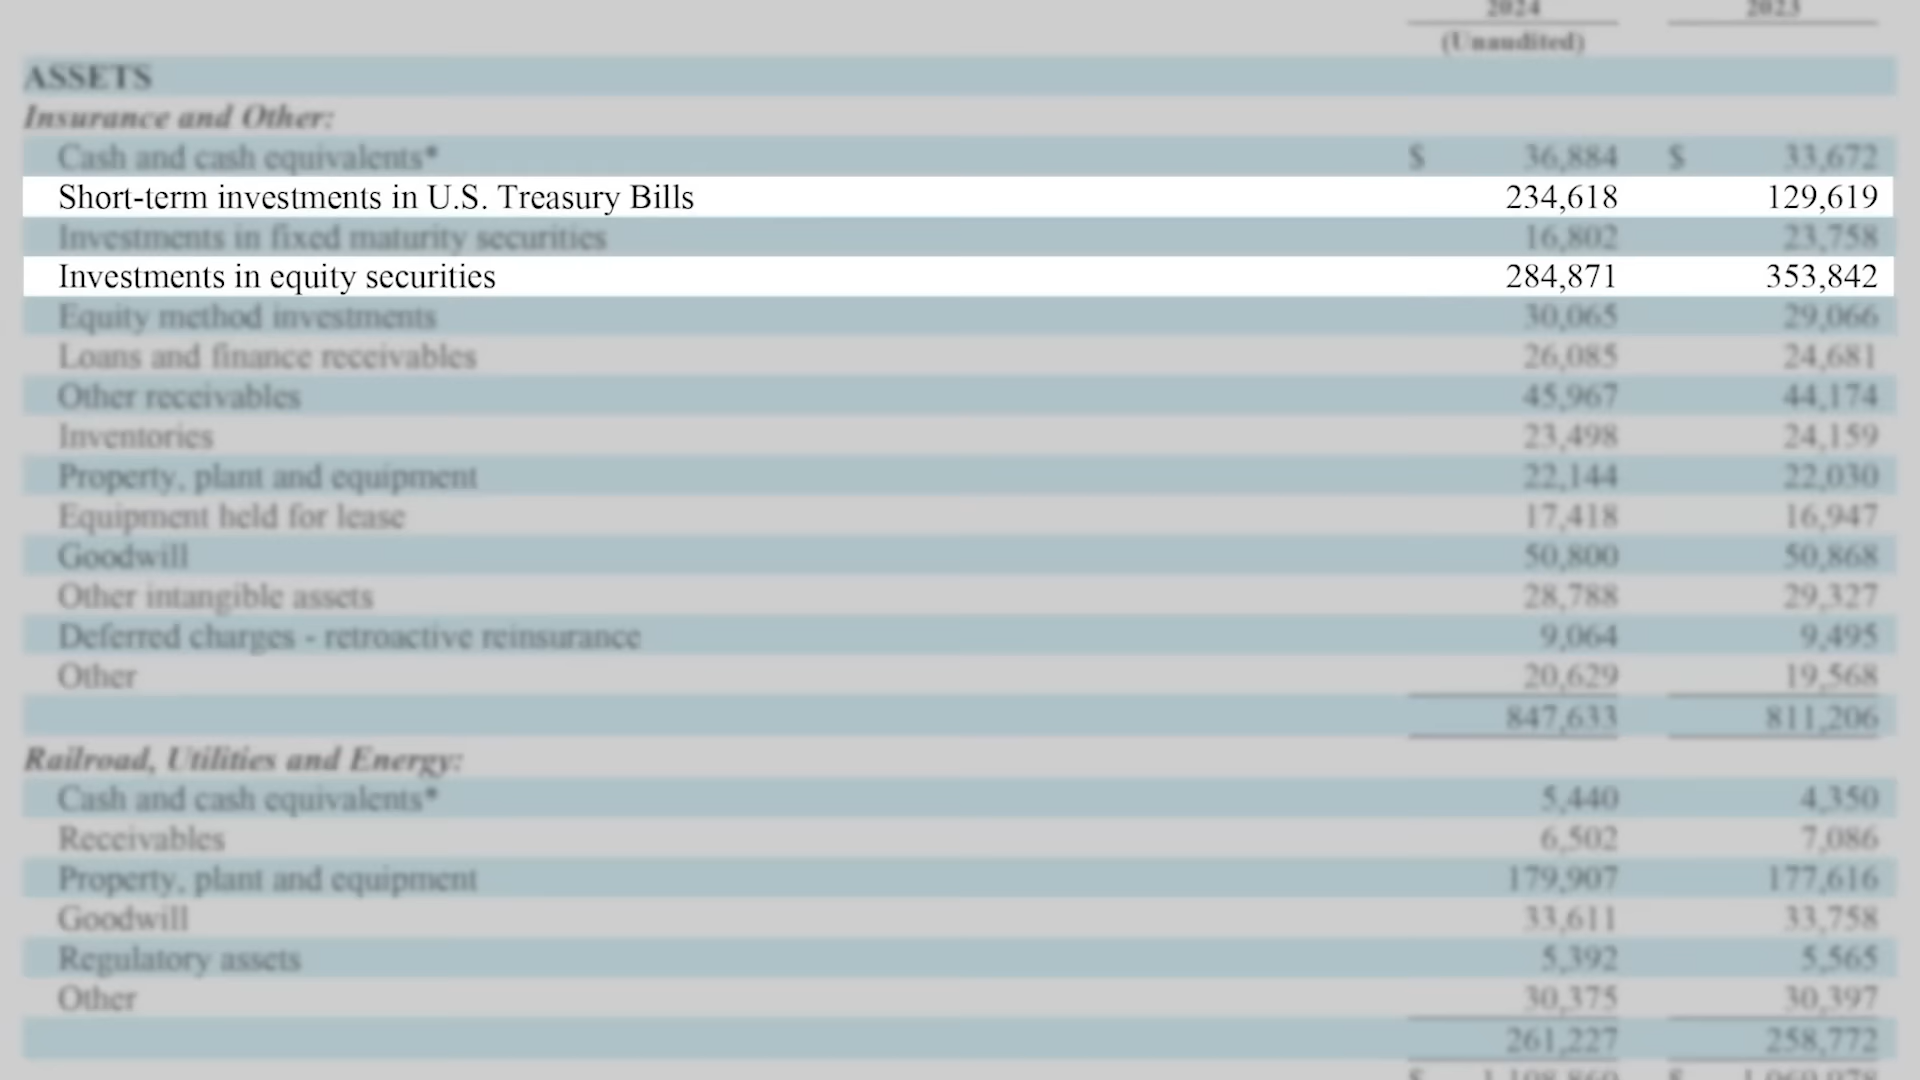 2024 2023
(Unaudited)
ASSETS
Insurance and Other:
Cash and cash equivalents* $ 36,884 $ 33,672
Short-term investments in U.S. Treasury Bills 234,618 129,619
Investments in fixed maturity securities 16,802 23,758
Investments in equity securities 284,871 353,842
Equity method investments 30,065 29,066
Loans and finance receivables 26,085 24,681
Other receivables 45,967 44,174
Inventories 23,498 24,159
Property, plant and equipment 22,144 22,030
Equipment held for lease 17,418 16,947
Goodwill 50,800 50,868
Other intangible assets 28,788 29,327
Deferred charges - retroactive reinsurance 9,064 9,495
Other 20,629 19,568
847,633 811,206
Railroad, Utilities and Energy:
Cash and cash equivalents* 5,440 4,350
Receivables 6,502 7,086
Property, plant and equipment 179,907 177,616
Goodwill 33,611 33,758
Regulatory assets 5,392 5,565
Other 30,375 30,397
261,227 258,772